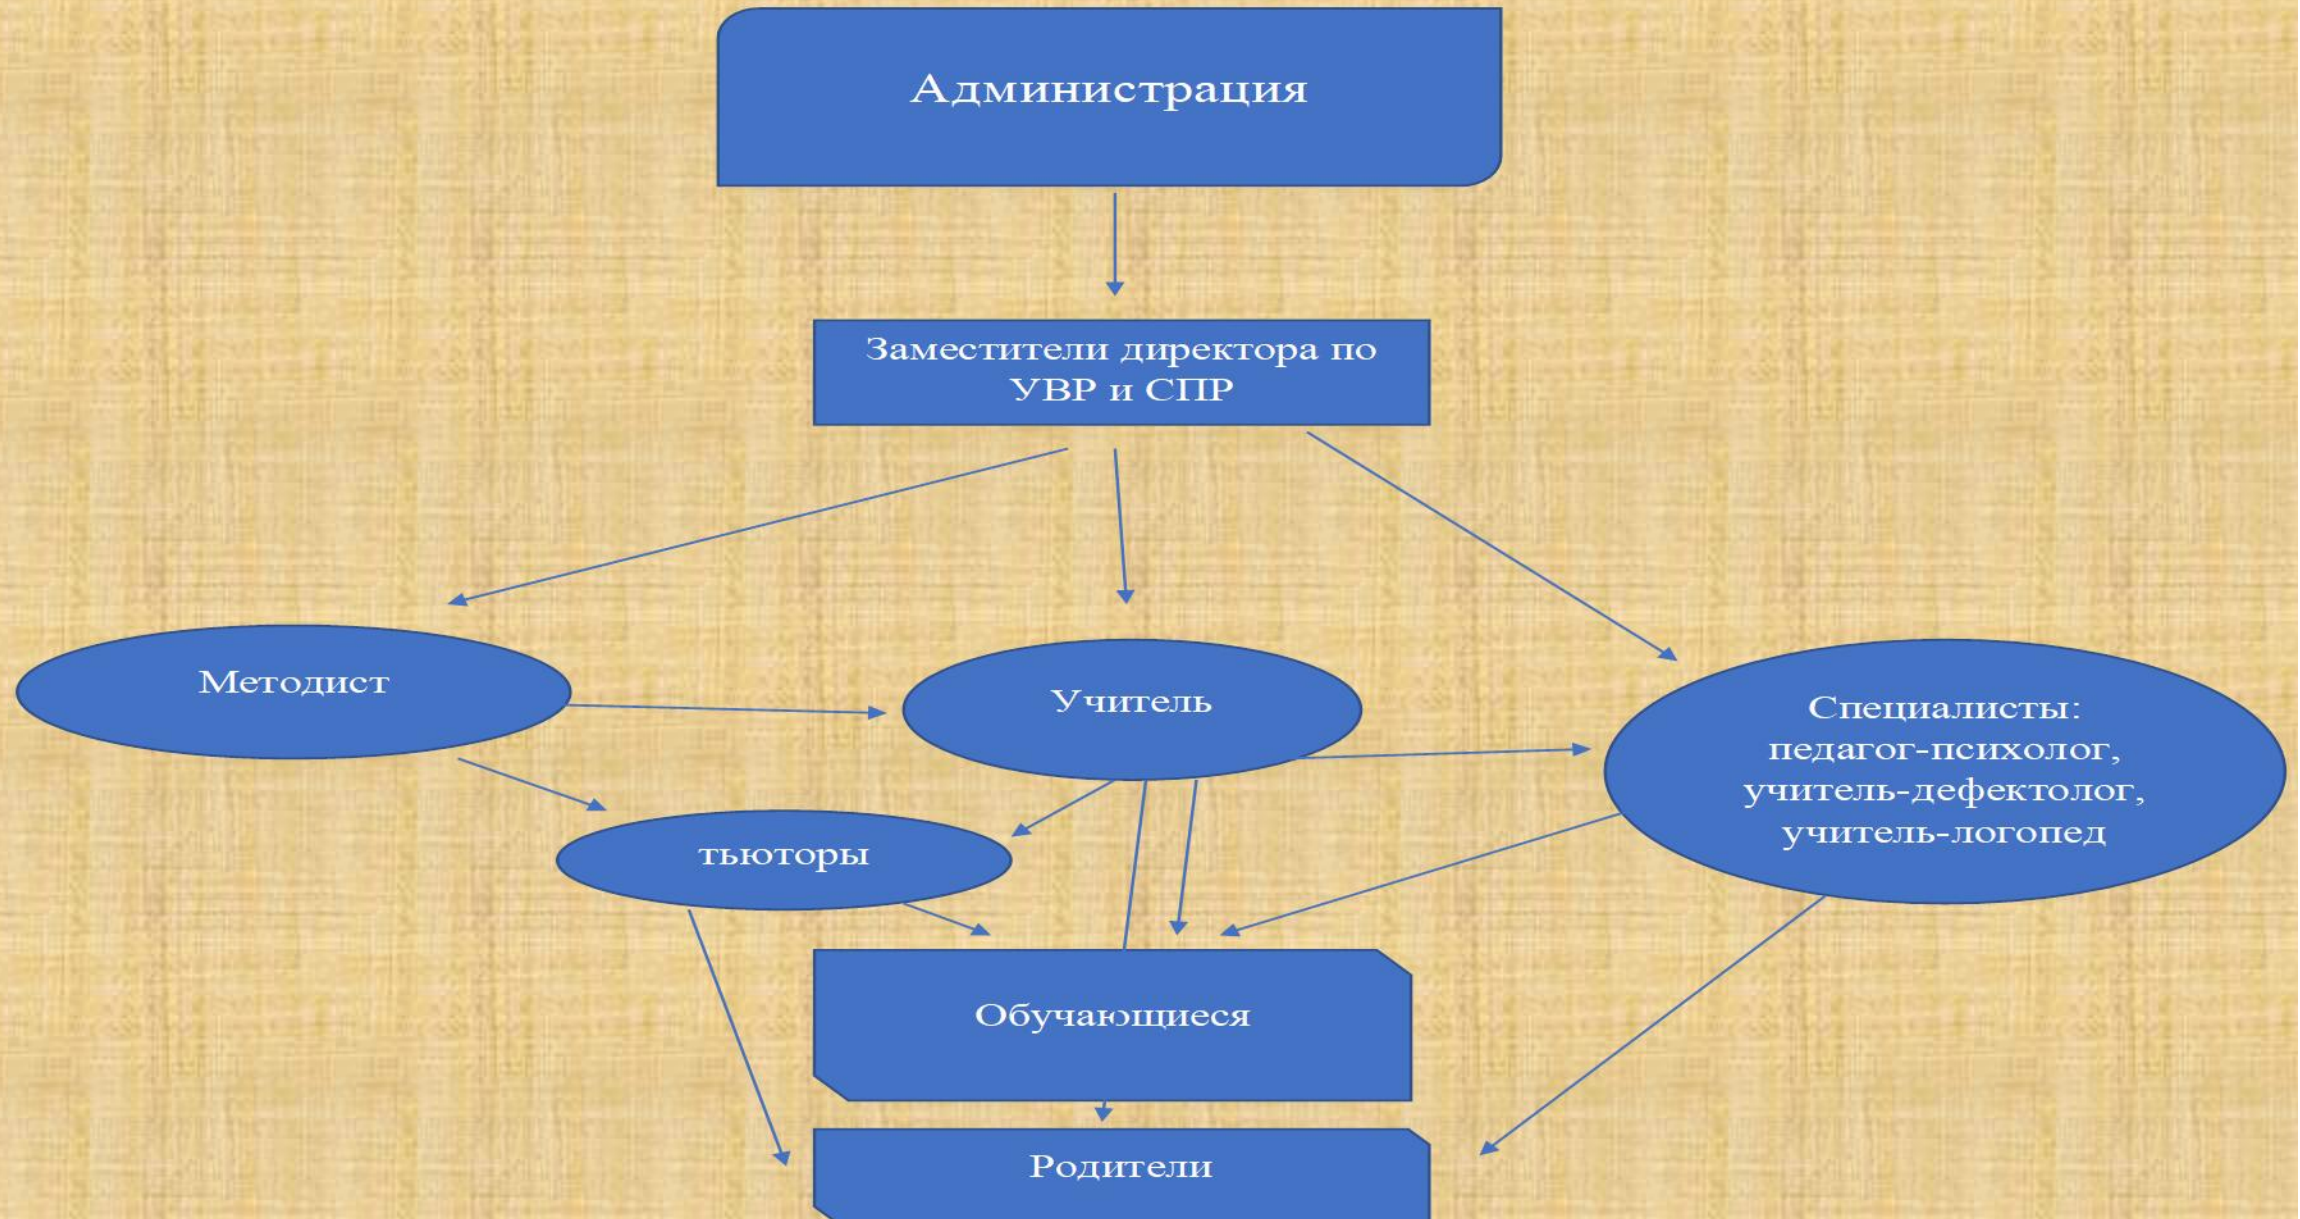 Администрация
Заместители директора по
УВР и СПР
Методист
Учитель
Специалисты:
педагог-психолог,
учитель-дефектолог,
учитель-логопед
тьюторы
Обучающиеся
Родители